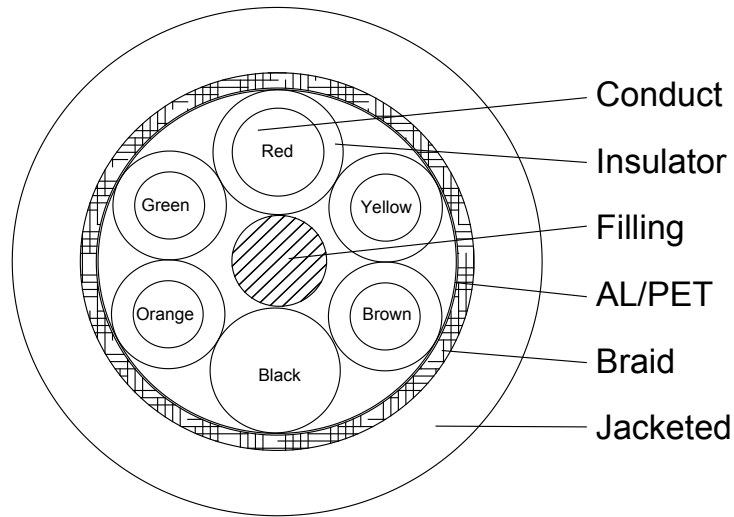 Conduct
Red
Insulator
Green
Yellow
Filling
AL/PET
Orange
Brown
Braid
Black
Jacketed